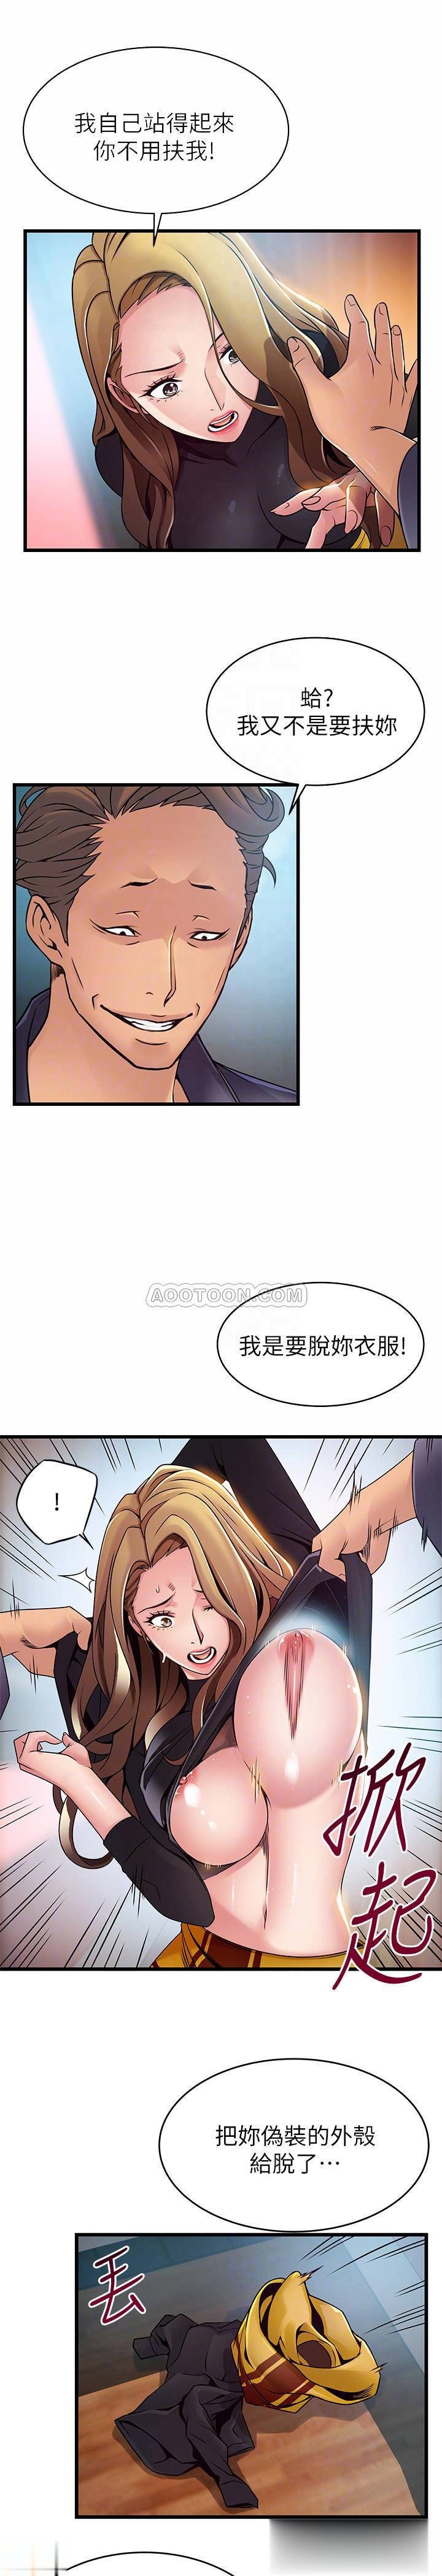 我自己站得起來
你不用扶我!
蛤?
我又不是要扶妳
AOOTOON.COM
我是要脫妳衣服!
!
掀
起
把妳偽裝的外殼
給脫了…
丟